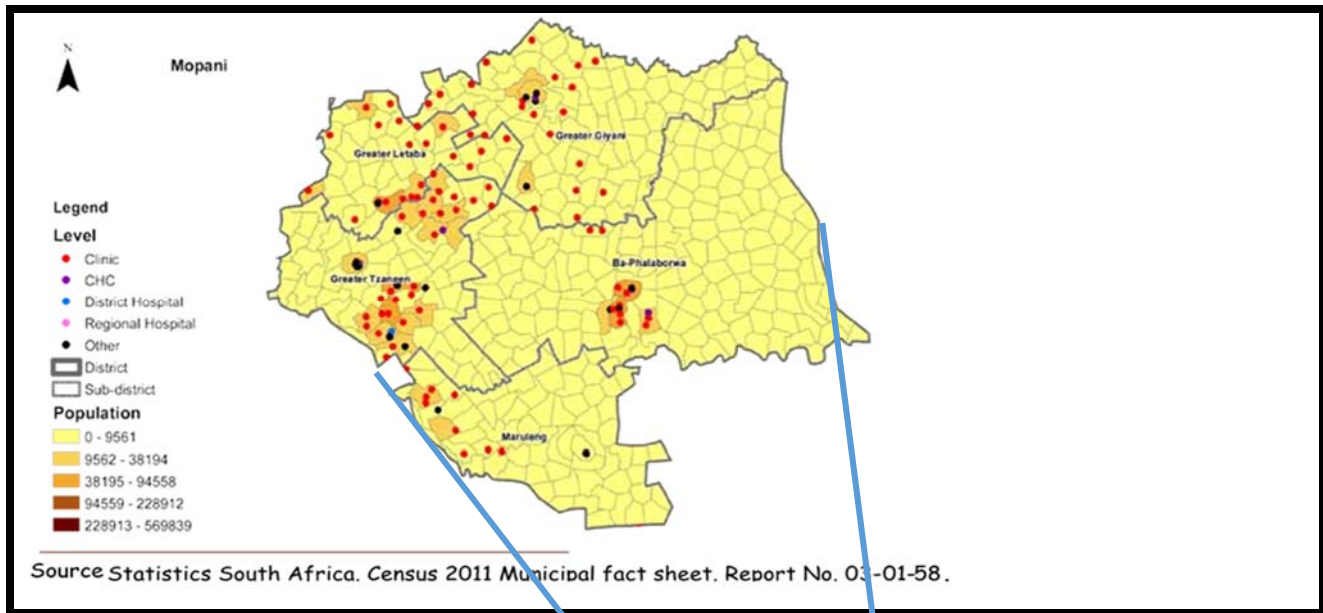 N
Mopani
Greater Giyani
Greater Letaba
Legend
Level
Clinic
CHC
District Hospital
Regional Hospital
Other
District
Sub-district
Ba-Phalaborwa
Greater Tzaneen
Population
0 - 9561
9562 - 38194
38195 - 94558
94559 - 228912
228913 - 569839
Maruleng
Source Statistics South Africa. Census 2011 Municipal fact sheet. Report No. 03-01-58.